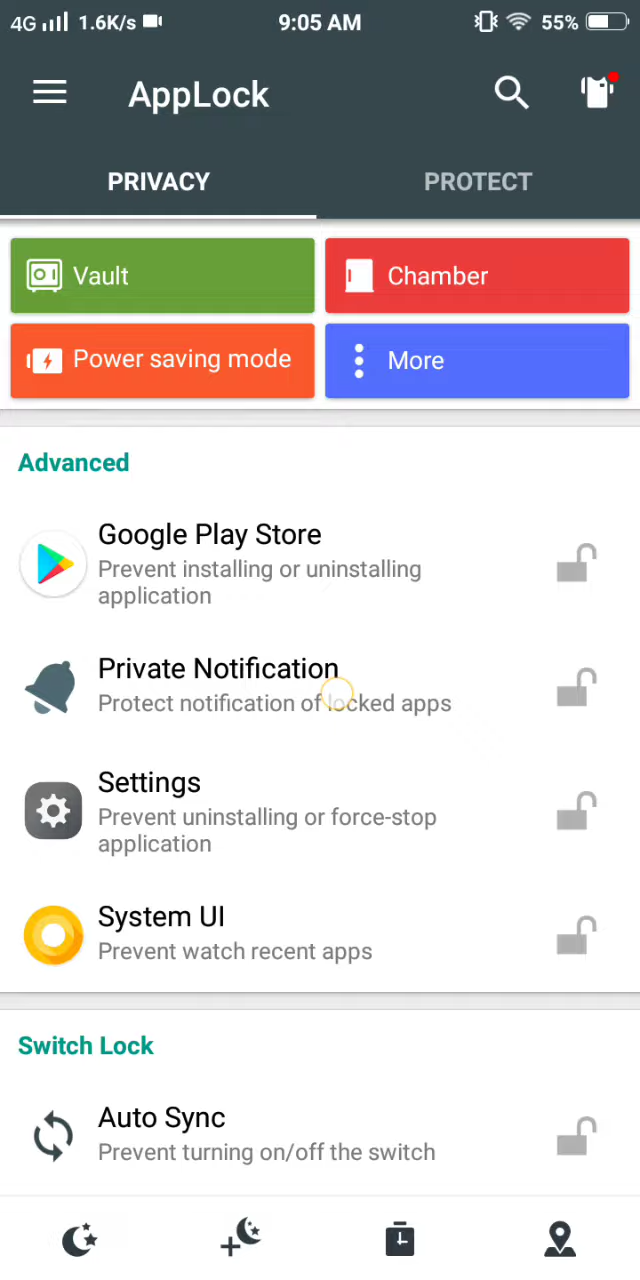 4G 1.6K/s 9:05 AM 55%
AppLock
PRIVACY PROTECT
Vault Chamber
Power saving mode More
Advanced
Google Play Store
Prevent installing or uninstalling
application
Private Notification
Protect notification of locked apps
Settings
Prevent uninstalling or force-stop
application
System UI
Prevent watch recent apps
Switch Lock
Auto Sync
Prevent turning on/off the switch